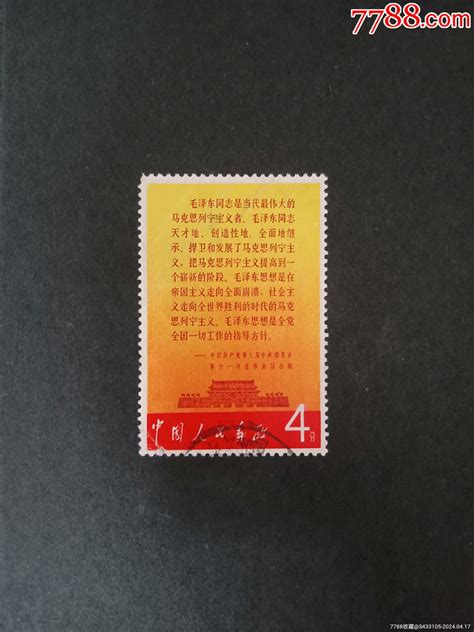 7788.com
毛泽东同志是当代最伟大的
马克思列宁主义者。毛泽东同志
天才地、创造性地、全面地继
承、捍卫和发展了马克思列宁主
义，把马克思列宁主义提高到一
个崭新的阶段。毛泽东思想是在
帝国主义走向全面崩溃，社会主
义走向全世界胜利的时代的马克
思列宁主义。毛泽东思想是全党
全国一切工作的指导方针。
——中国共产党第八届中央委员会
第十一次全体会议公报
中国人民邮政 4分
7788收藏@S433105-2024.04.17